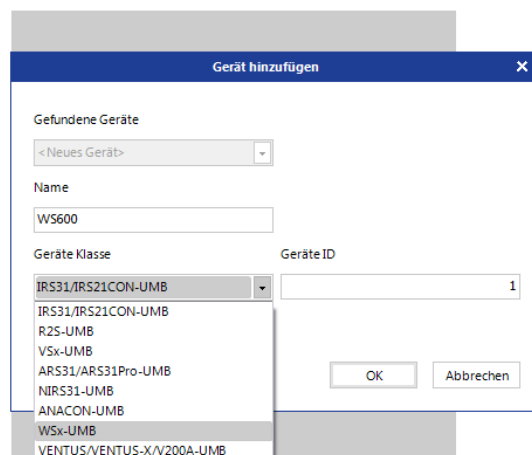 Gerät hinzufügen
Gefundene Geräte
<Neues Gerät>
Name
WS600
Geräte Klasse Geräte ID
IRS31/IRS21CON-UMB 1
IRS31/IRS21CON-UMB
R2S-UMB
VSx-UMB
ARS31/ARS31Pro-UMB
NIRS31-UMB
ANACON-UMB
WSx-UMB
VENTUS/VENTUS-X/V200A-UMB
OK Abbrechen